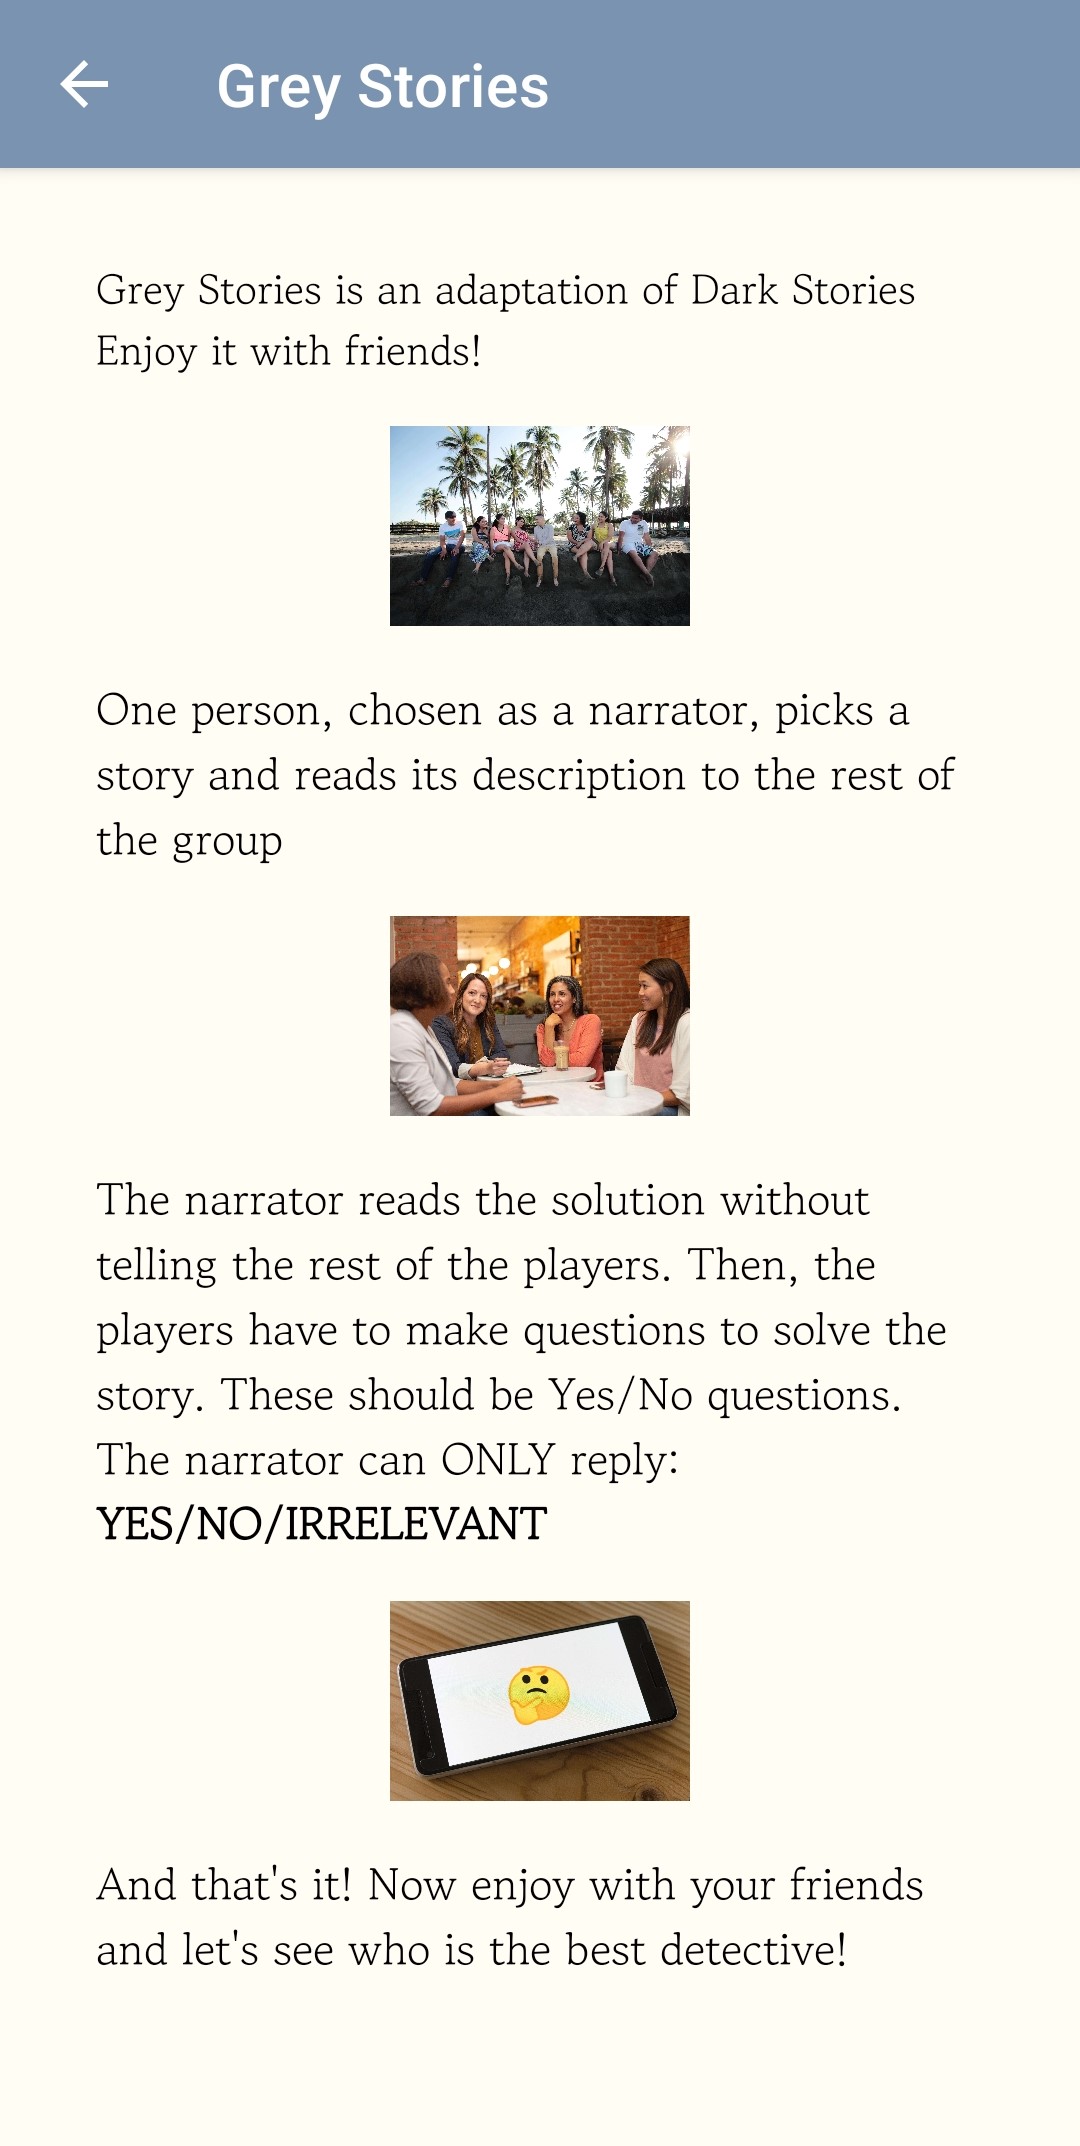 Grey Stories
Grey Stories is an adaptation of Dark Stories
Enjoy it with friends!
One person, chosen as a narrator, picks a
story and reads its description to the rest of
the group
The narrator reads the solution without
telling the rest of the players. Then, the
players have to make questions to solve the
story. These should be Yes/No questions.
The narrator can ONLY reply:
YES/NO/IRRELEVANT
And that's it! Now enjoy with your friends
and let's see who is the best detective!